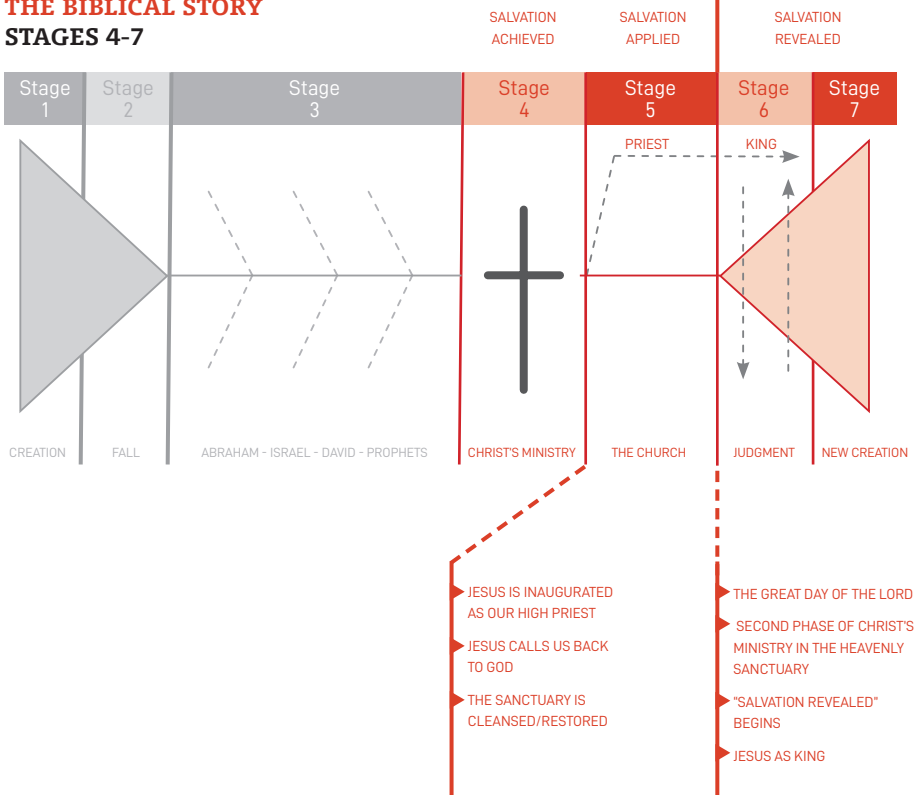 THE BIBLICAL STORY
STAGES 4-7
SALVATION
ACHIEVED
SALVATION
APPLIED
SALVATION
REVEALED
Stage
1
Stage
2
Stage
3
Stage
4
Stage
5
Stage
6
Stage
7
PRIEST
KING
CREATION
FALL
ABRAHAM - ISRAEL - DAVID - PROPHETS
CHRIST'S MINISTRY
THE CHURCH
JUDGMENT
NEW CREATION
JESUS IS INAUGURATED
AS OUR HIGH PRIEST
JESUS CALLS US BACK
TO GOD
THE SANCTUARY IS
CLEANSED/RESTORED
THE GREAT DAY OF THE LORD
SECOND PHASE OF CHRIST'S
MINISTRY IN THE HEAVENLY
SANCTUARY
"SALVATION REVEALED"
BEGINS
JESUS AS KING